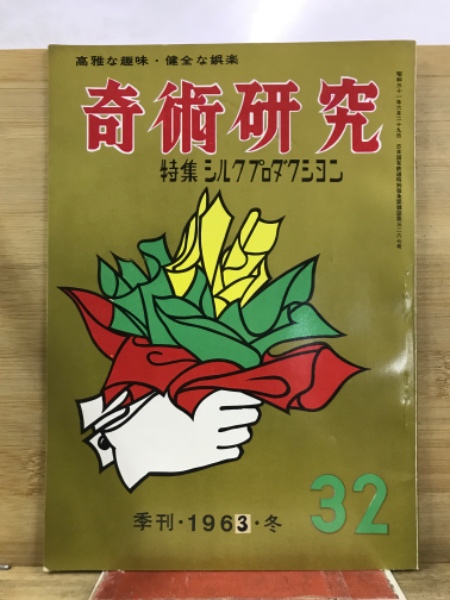 高雅な趣味・健全な娯楽
奇術研究
特集 シルクプロダクション
季刊・1963・冬
32